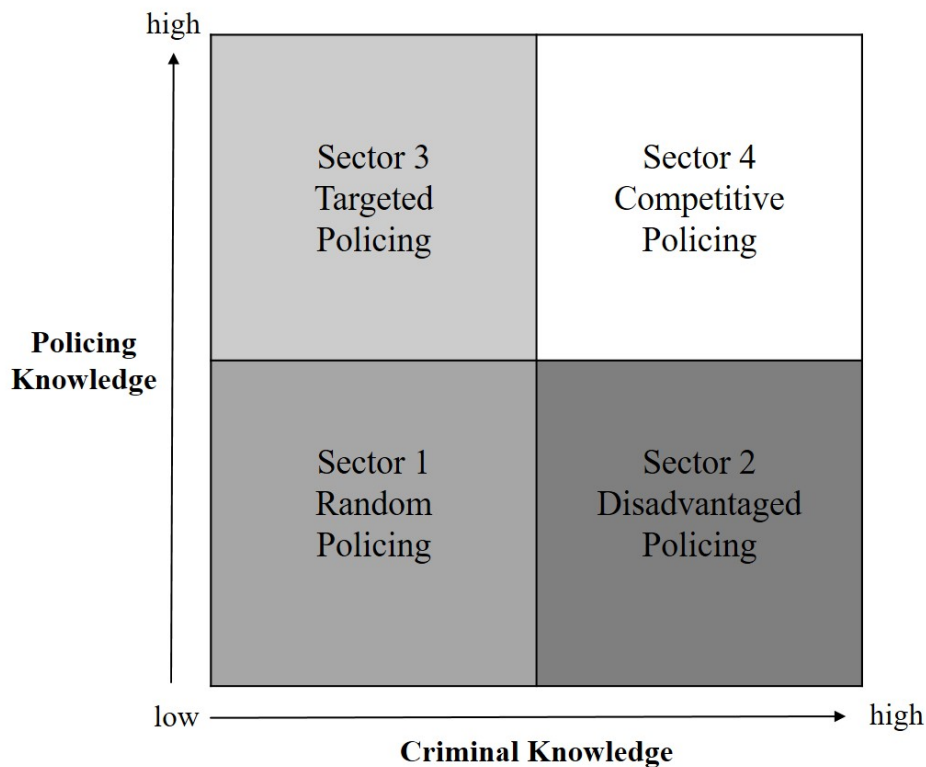 high
Sector 3
Targeted
Policing
Sector 4
Competitive
Policing
Policing
Knowledge
Sector 1
Random
Policing
Sector 2
Disadvantaged
Policing
low
high
Criminal Knowledge